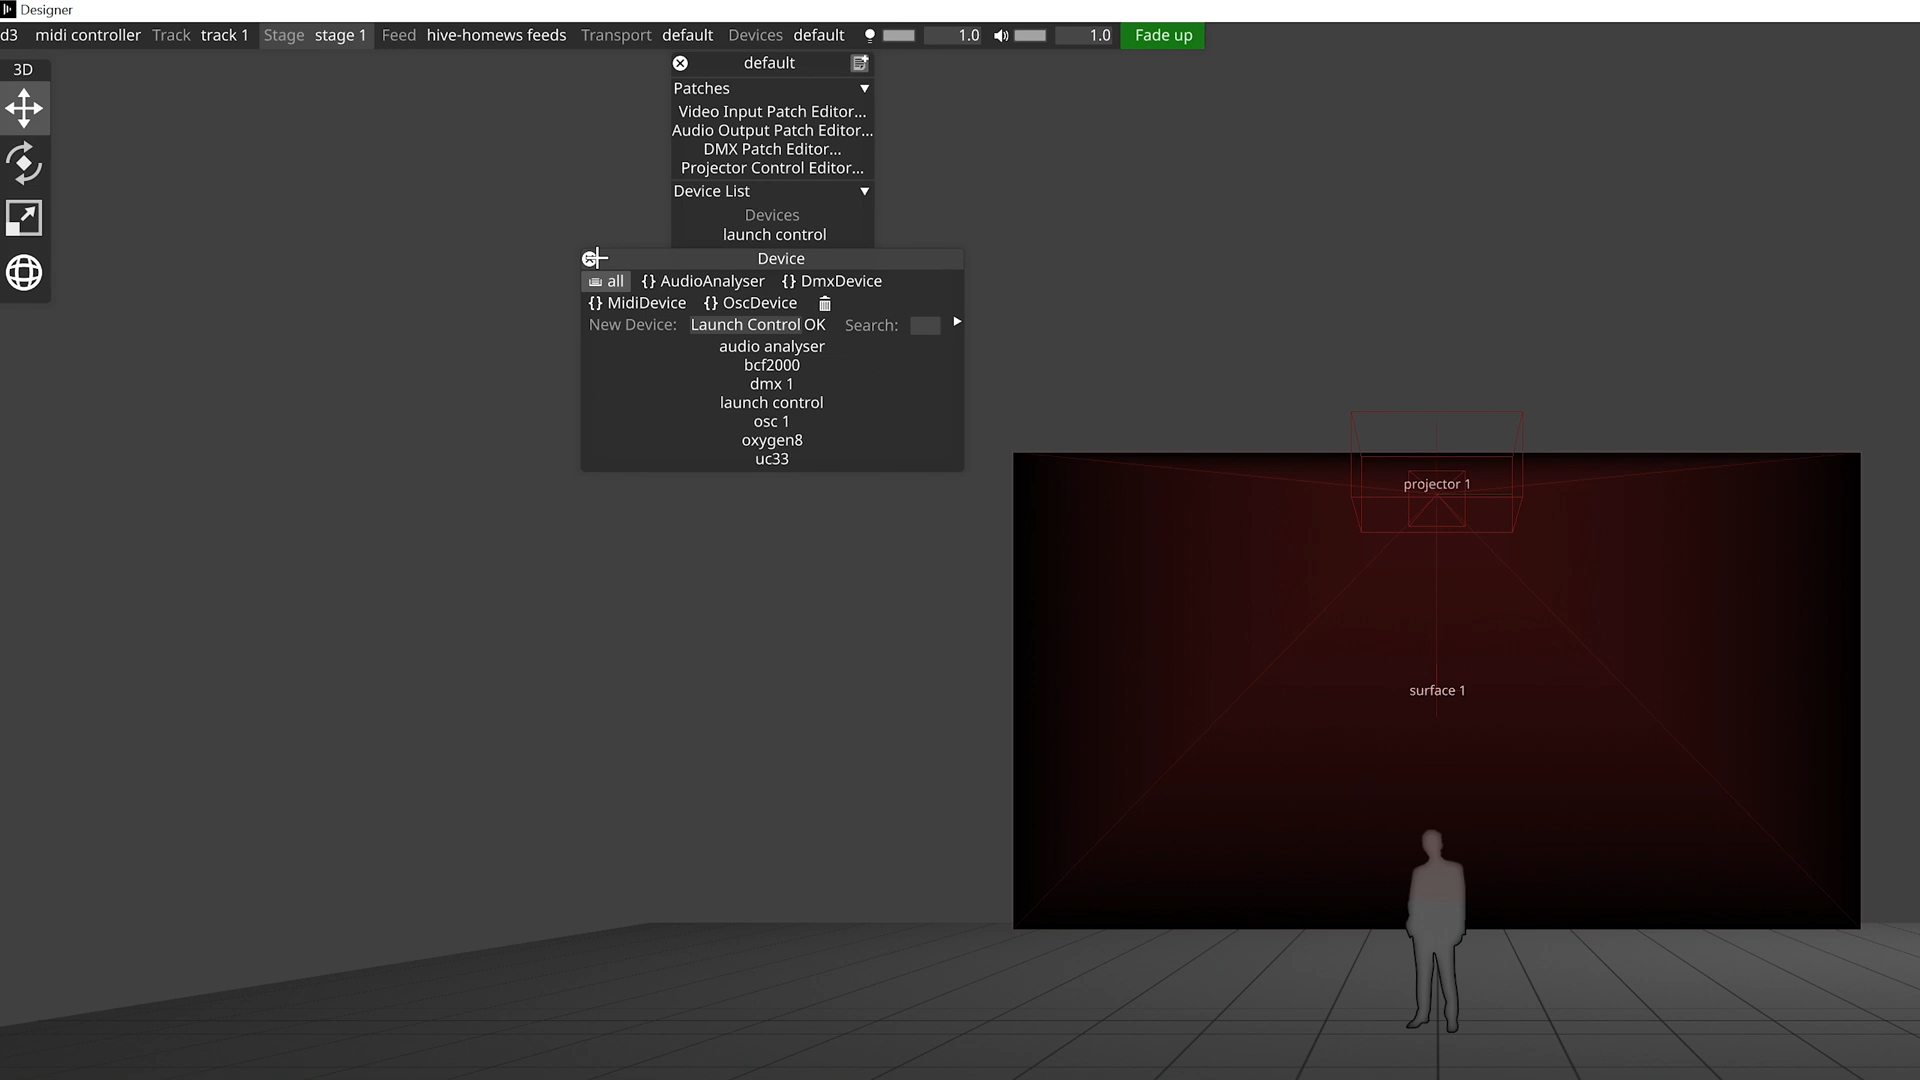 Designer
d3 midi controller Track track 1 Stage stage 1 Feed hive-homews feeds Transport default Devices default 1.0 1.0 Fade up
3D
default
Patches
Video Input Patch Editor...
Audio Output Patch Editor...
DMX Patch Editor...
Projector Control Editor...
Device List
Devices
launch control
Device
all {} AudioAnalyser {} DmxDevice
{} MidiDevice {} OscDevice
New Device: Launch Control OK Search:
audio analyser
bcf2000
dmx 1
launch control
osc 1
oxygen8
uc33
projector 1
surface 1